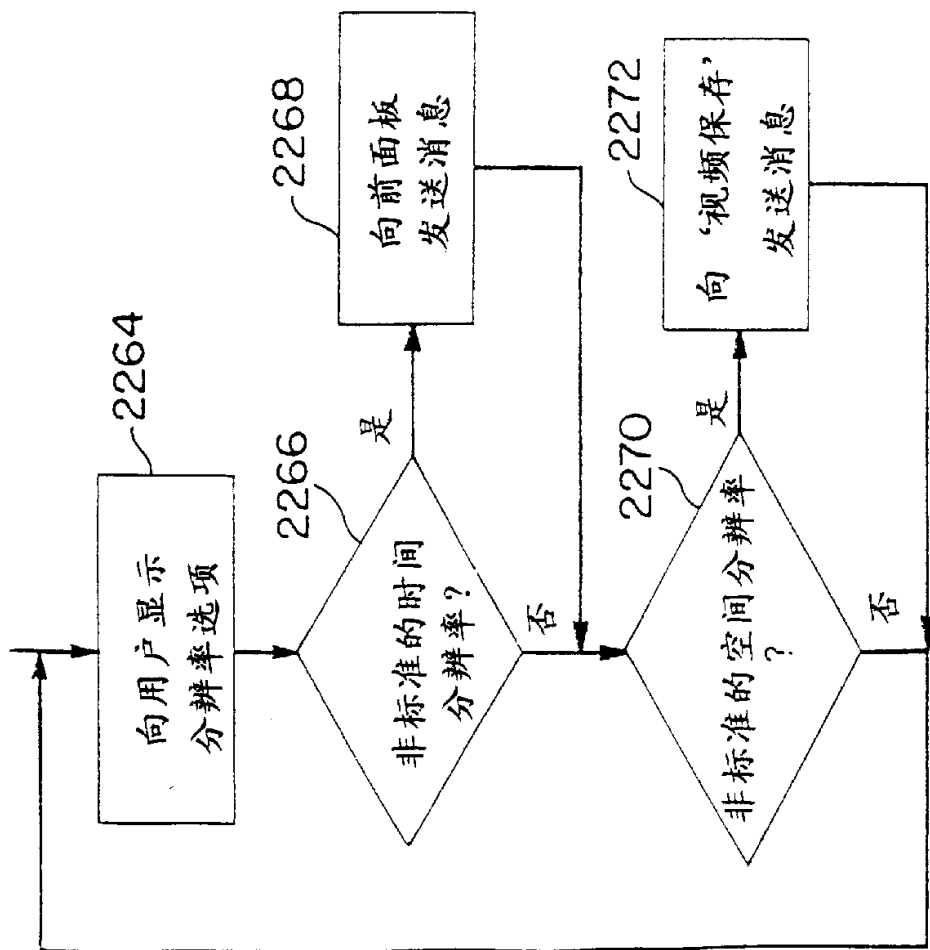 2264
向用户显示
分辨率选项
2266
非标准的时间
分辨率?
是
否
2268
向前面板
发送消息
2270
非标准的空间分辨率
?
是
否
2272
向‘视频保存’
发送消息